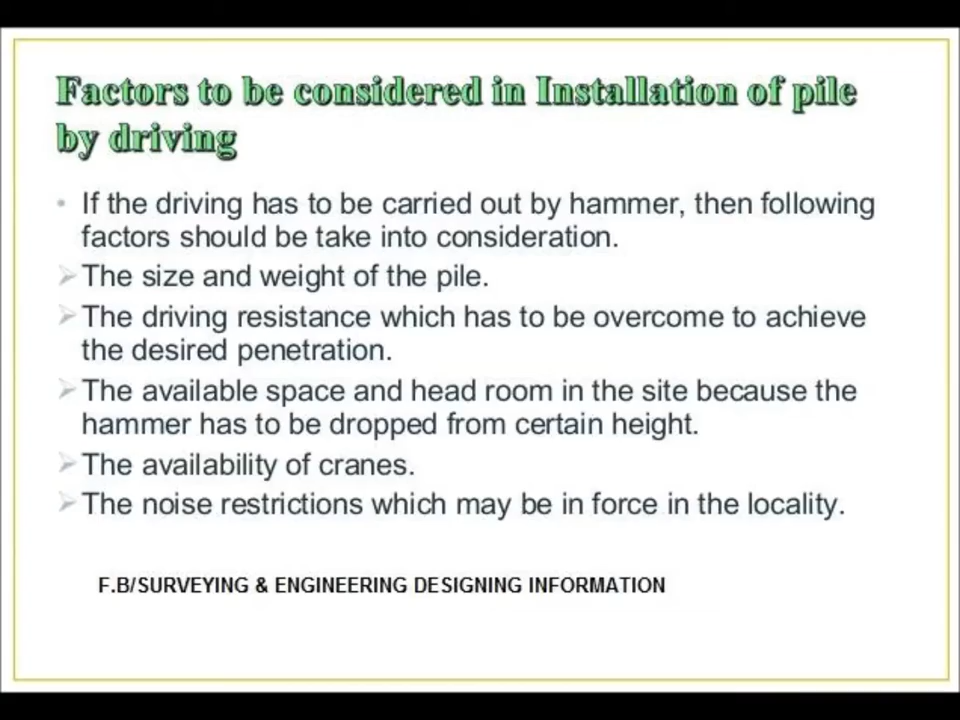 Factors to be considered in Installation of pile
by driving
• If the driving has to be carried out by hammer, then following
factors should be take into consideration.
➢ The size and weight of the pile.
➢ The driving resistance which has to be overcome to achieve
the desired penetration.
➢ The available space and head room in the site because the
hammer has to be dropped from certain height.
➢ The availability of cranes.
➢ The noise restrictions which may be in force in the locality.
F.B/SURVEYING & ENGINEERING DESIGNING INFORMATION